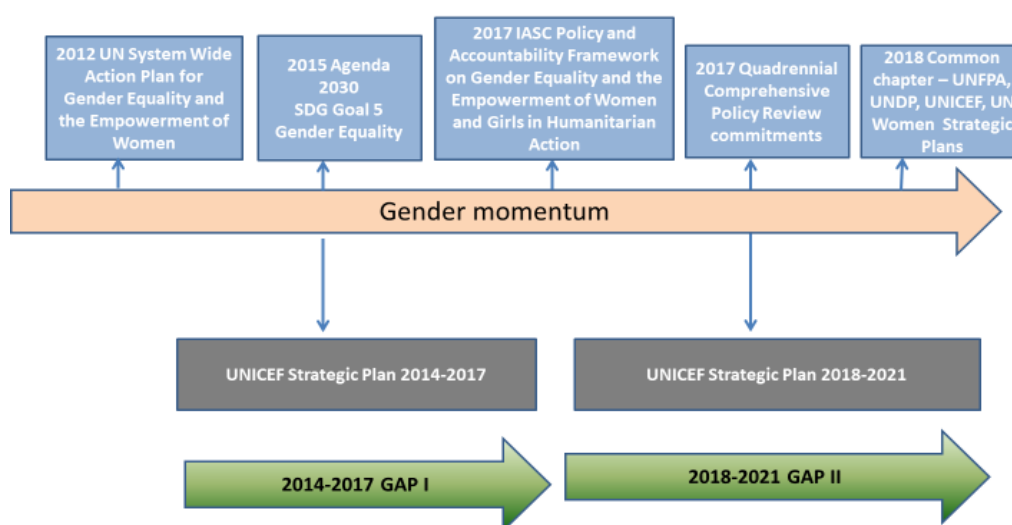 2012 UN System Wide
Action Plan for
Gender Equality and
the Empowerment of
Women
2015 Agenda
2030
SDG Goal 5
Gender Equality
2017 IASC Policy and
Accountability Framework
on Gender Equality and the
Empowerment of Women
and Girls in Humanitarian
Action
2017 Quadrennial
Comprehensive
Policy Review
commitments
2018 Common
chapter – UNFPA,
UNDP, UNICEF, UN
Women Strategic
Plans
Gender momentum
UNICEF Strategic Plan 2014-2017
UNICEF Strategic Plan 2018-2021
2014-2017 GAP I
2018-2021 GAP II